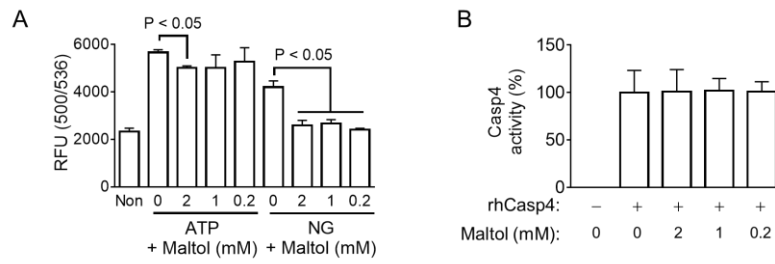 A
P < 0.05
P < 0.05
RFU (500/536)
6000
4000
2000
0
Non 0 2 1 0.2 0 2 1 0.2
ATP NG
+ Maltol (mM) + Maltol (mM)
B
Casp4
activity (%)
150
100
50
0
rhCasp4: – + + + +
Maltol (mM): 0 0 2 1 0.2